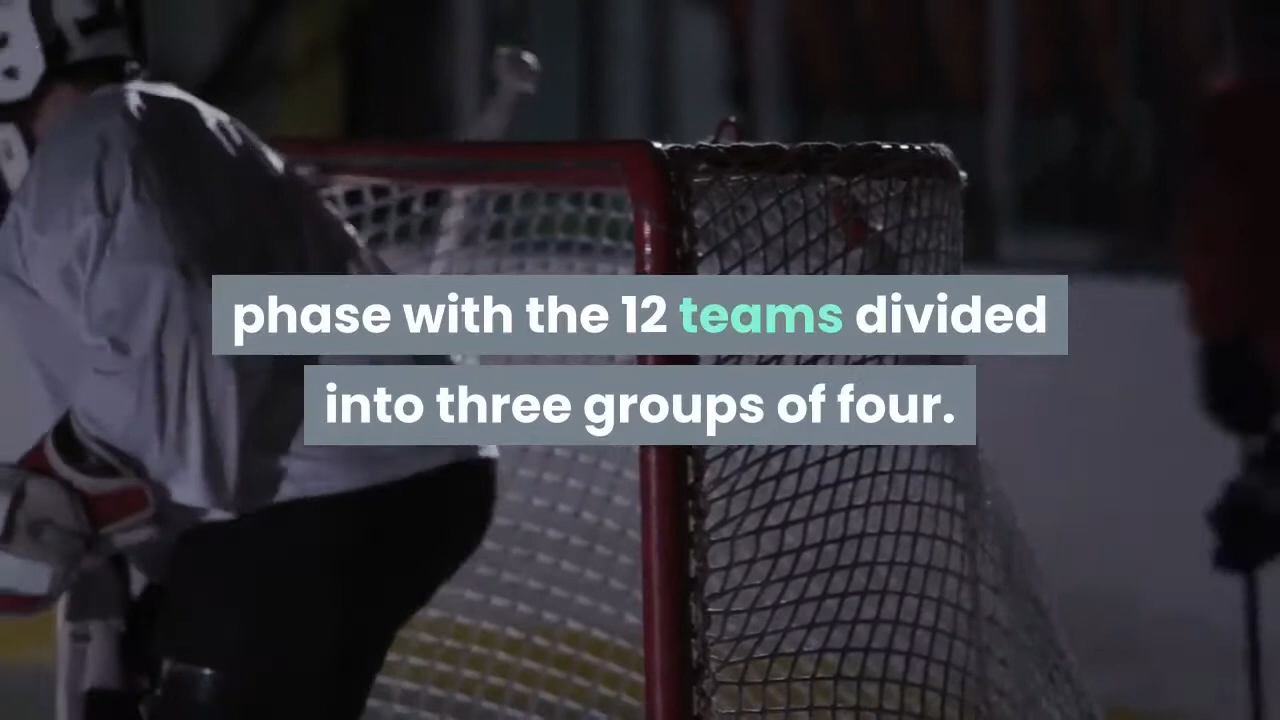 phase with the 12 teams divided
into three groups of four.